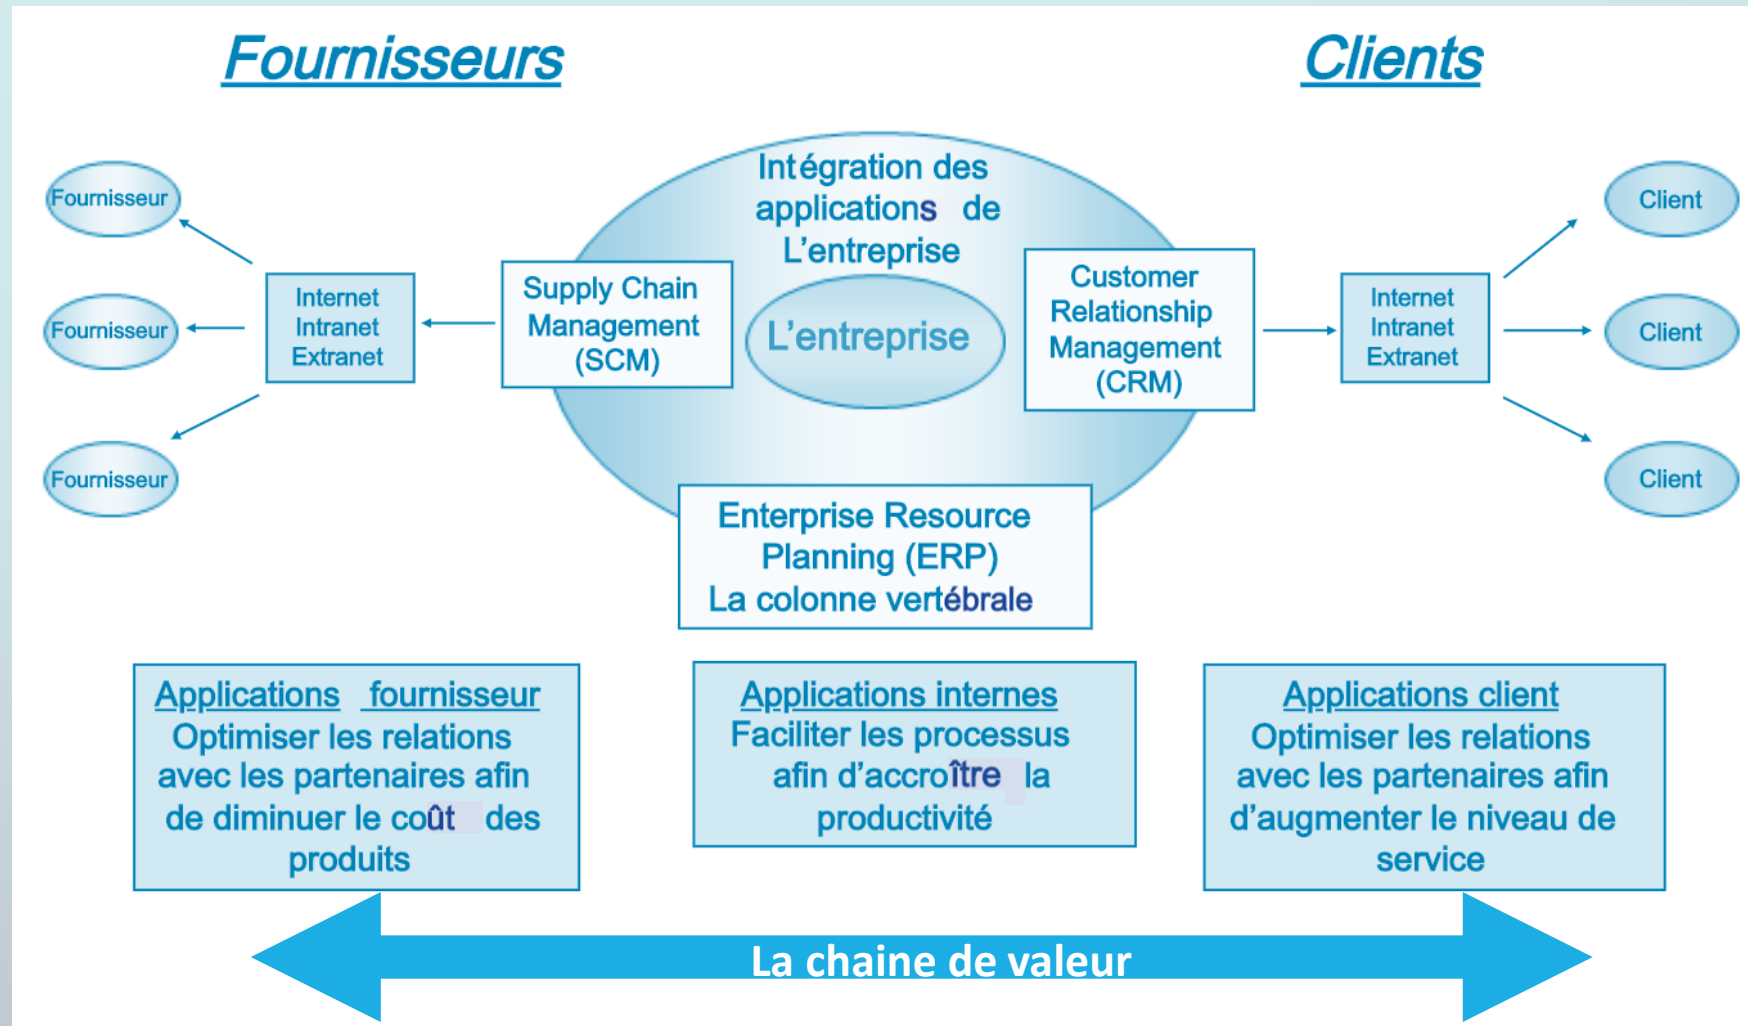 Fournisseurs
Clients
Intégration des
applications de
L'entreprise
Fournisseur
Fournisseur
Fournisseur
Internet
Intranet
Extranet
Supply Chain
Management
(SCM)
L'entreprise
Customer
Relationship
Management
(CRM)
Internet
Intranet
Extranet
Client
Client
Client
Enterprise Resource
Planning (ERP)
La colonne vertébrale
Applications fournisseur
Optimiser les relations
avec les partenaires afin
de diminuer le coût des
produits
Applications internes
Faciliter les processus
afin d'accroître la
productivité
Applications client
Optimiser les relations
avec les partenaires afin
d'augmenter le niveau de
service
La chaine de valeur